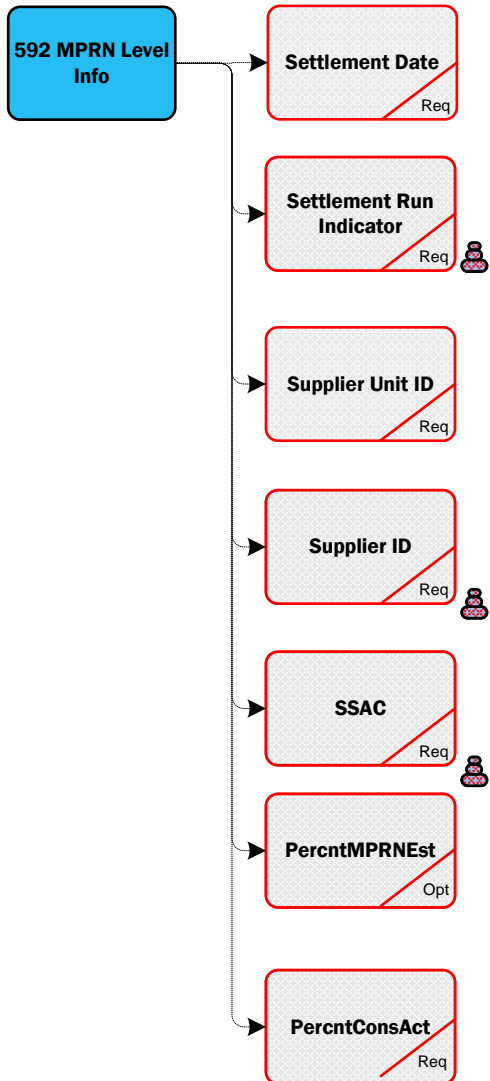 592 MPRN Level
Info
Settlement Date
Req
Settlement Run
Indicator
Req
Supplier Unit ID
Req
Supplier ID
Req
SSAC
Req
PercntMPRNEst
Opt
PercntConsAct
Req